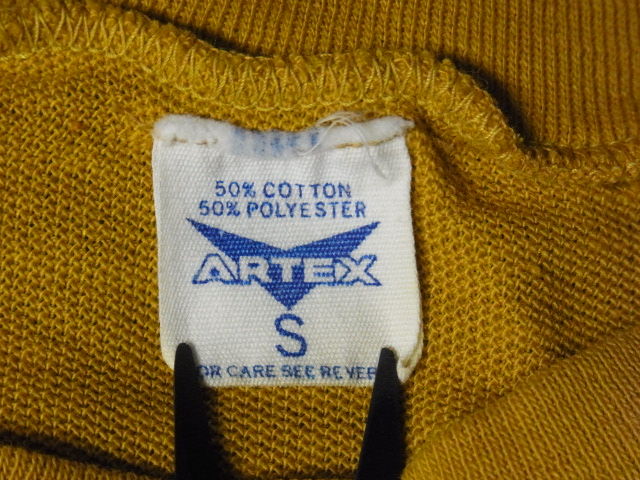 50% COTTON
50% POLYESTER
ARTEX
S
OR CARE SEE REVER